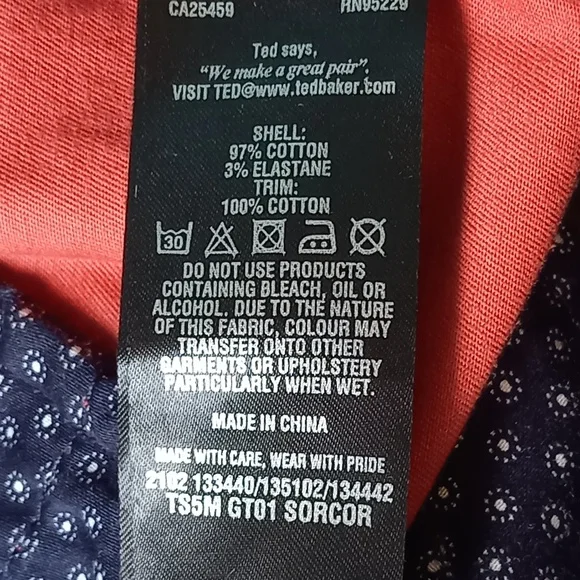 CA25459 RN95229
Ted says,
"We make a great pair".
VISIT TED@www.tedbaker.com
SHELL:
97% COTTON
3% ELASTANE
TRIM:
100% COTTON
30
DO NOT USE PRODUCTS
CONTAINING BLEACH, OIL OR
ALCOHOL. DUE TO THE NATURE
OF THIS FABRIC, COLOUR MAY
TRANSFER ONTO OTHER
GARMENTS OR UPHOLSTERY
PARTICULARLY WHEN WET.
MADE IN CHINA
MADE WITH CARE, WEAR WITH PRIDE
2102 133440/135102/134442
TS5M GT01 SORCOR